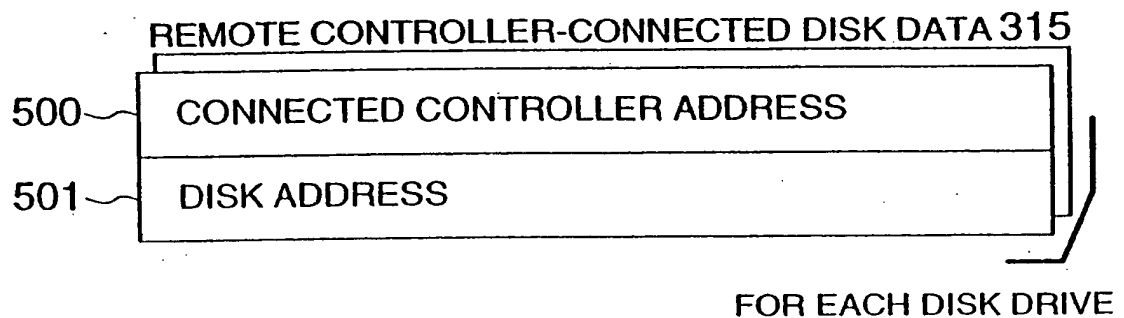 REMOTE CONTROLLER-CONNECTED DISK DATA 315
500 CONNECTED CONTROLLER ADDRESS
501 DISK ADDRESS
FOR EACH DISK DRIVE